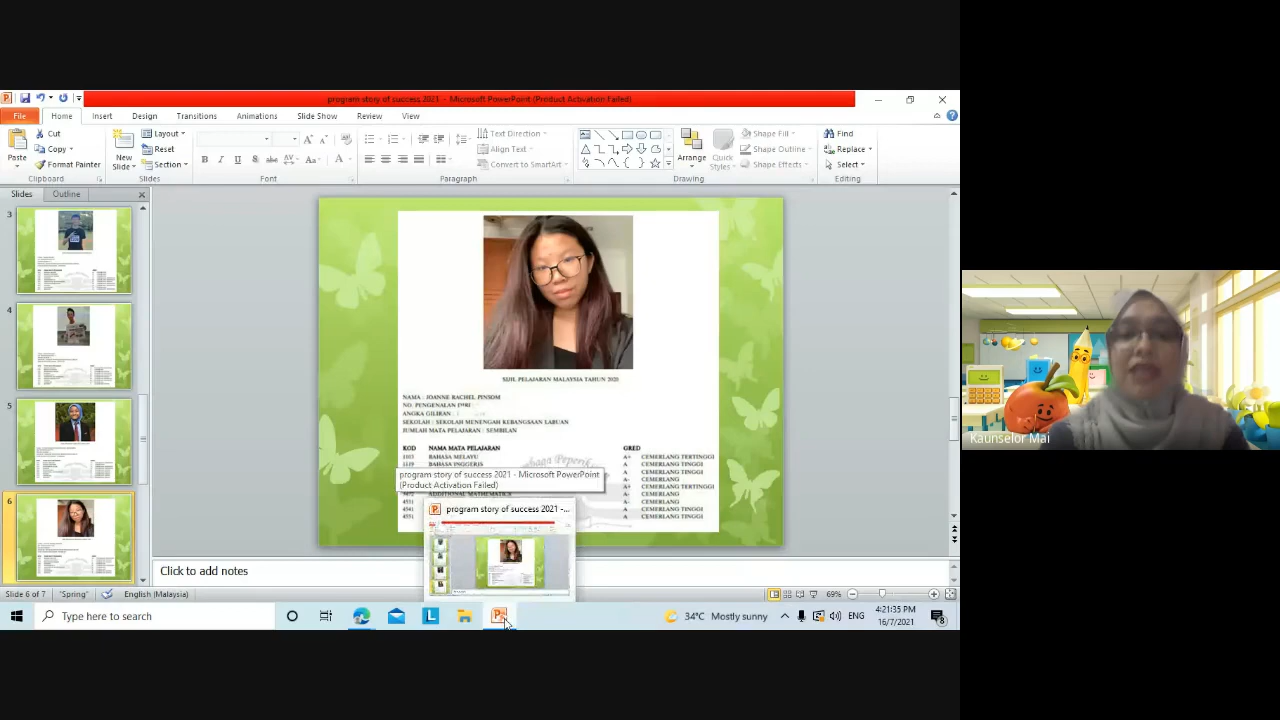 program story of success 2021 - Microsoft PowerPoint (Product Activation Failed)
File Home Insert Design Transitions Animations Slide Show Review View
Paste
Cut
Copy
Format Painter
Clipboard
New Slide
Layout
Reset
Section
Slides
Font
Text Direction
Align Text
Convert to SmartArt
Paragraph
Arrange
Quick Styles
Shape Fill
Shape Outline
Shape Effects
Drawing
Find
Replace
Select
Editing
Slides Outline
3
4
5
6
SIJIL PELAJARAN MALAYSIA TAHUN 2020
NAMA : JOANNE RACHEL PINSOM
NO. PENGENALAN DIRI
ANGKA GILIRAN :
SEKOLAH : SEKOLAH MENENGAH KEBANGSAAN LABUAN
JUMLAH MATA PELAJARAN : SEMBILAN
KOD NAMA MATA PELAJARAN GRED
1103 BAHASA MELAYU A+ CEMERLANG TERTINGGI
1119 BAHASA INGGERIS A CEMERLANG TINGGI
A CEMERLANG TINGGI
A- CEMERLANG
A+ CEMERLANG TERTINGGI
3472 ADDITIONAL MATHEMATICS A- CEMERLANG
4531 A- CEMERLANG
4541 A CEMERLANG TINGGI
4551 A CEMERLANG TINGGI
program story of success 2021 - Microsoft PowerPoint
(Product Activation Failed)
program story of success 2021 -...
Click to add notes
Slide 6 of 7 "Spring" English (Malaysia) 69%
Type here to search
34°C Mostly sunny ENG
4:21:35 PM
16/7/2021
8
Kaunselor Mai